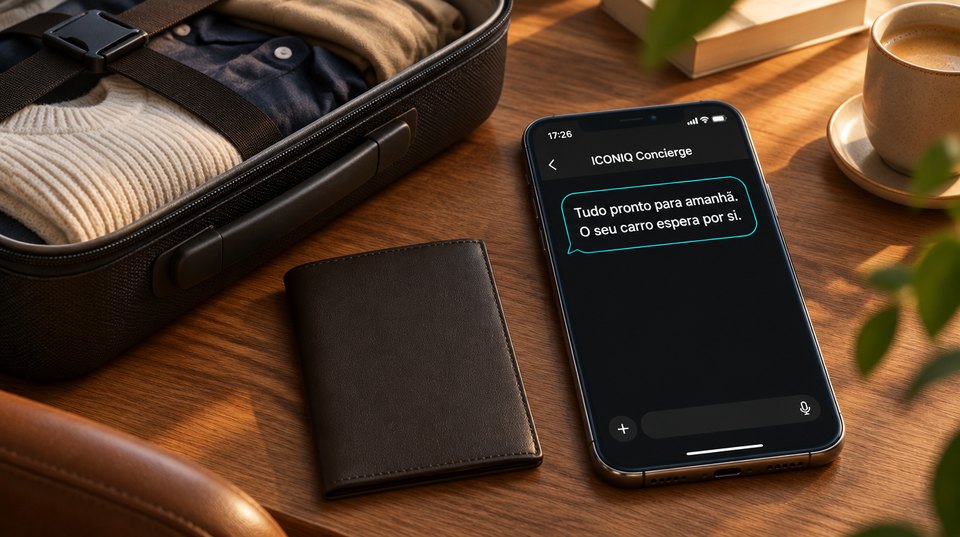 17:26
ICONIQ Concierge
Tudo pronto para amanhã.
O seu carro espera por si.